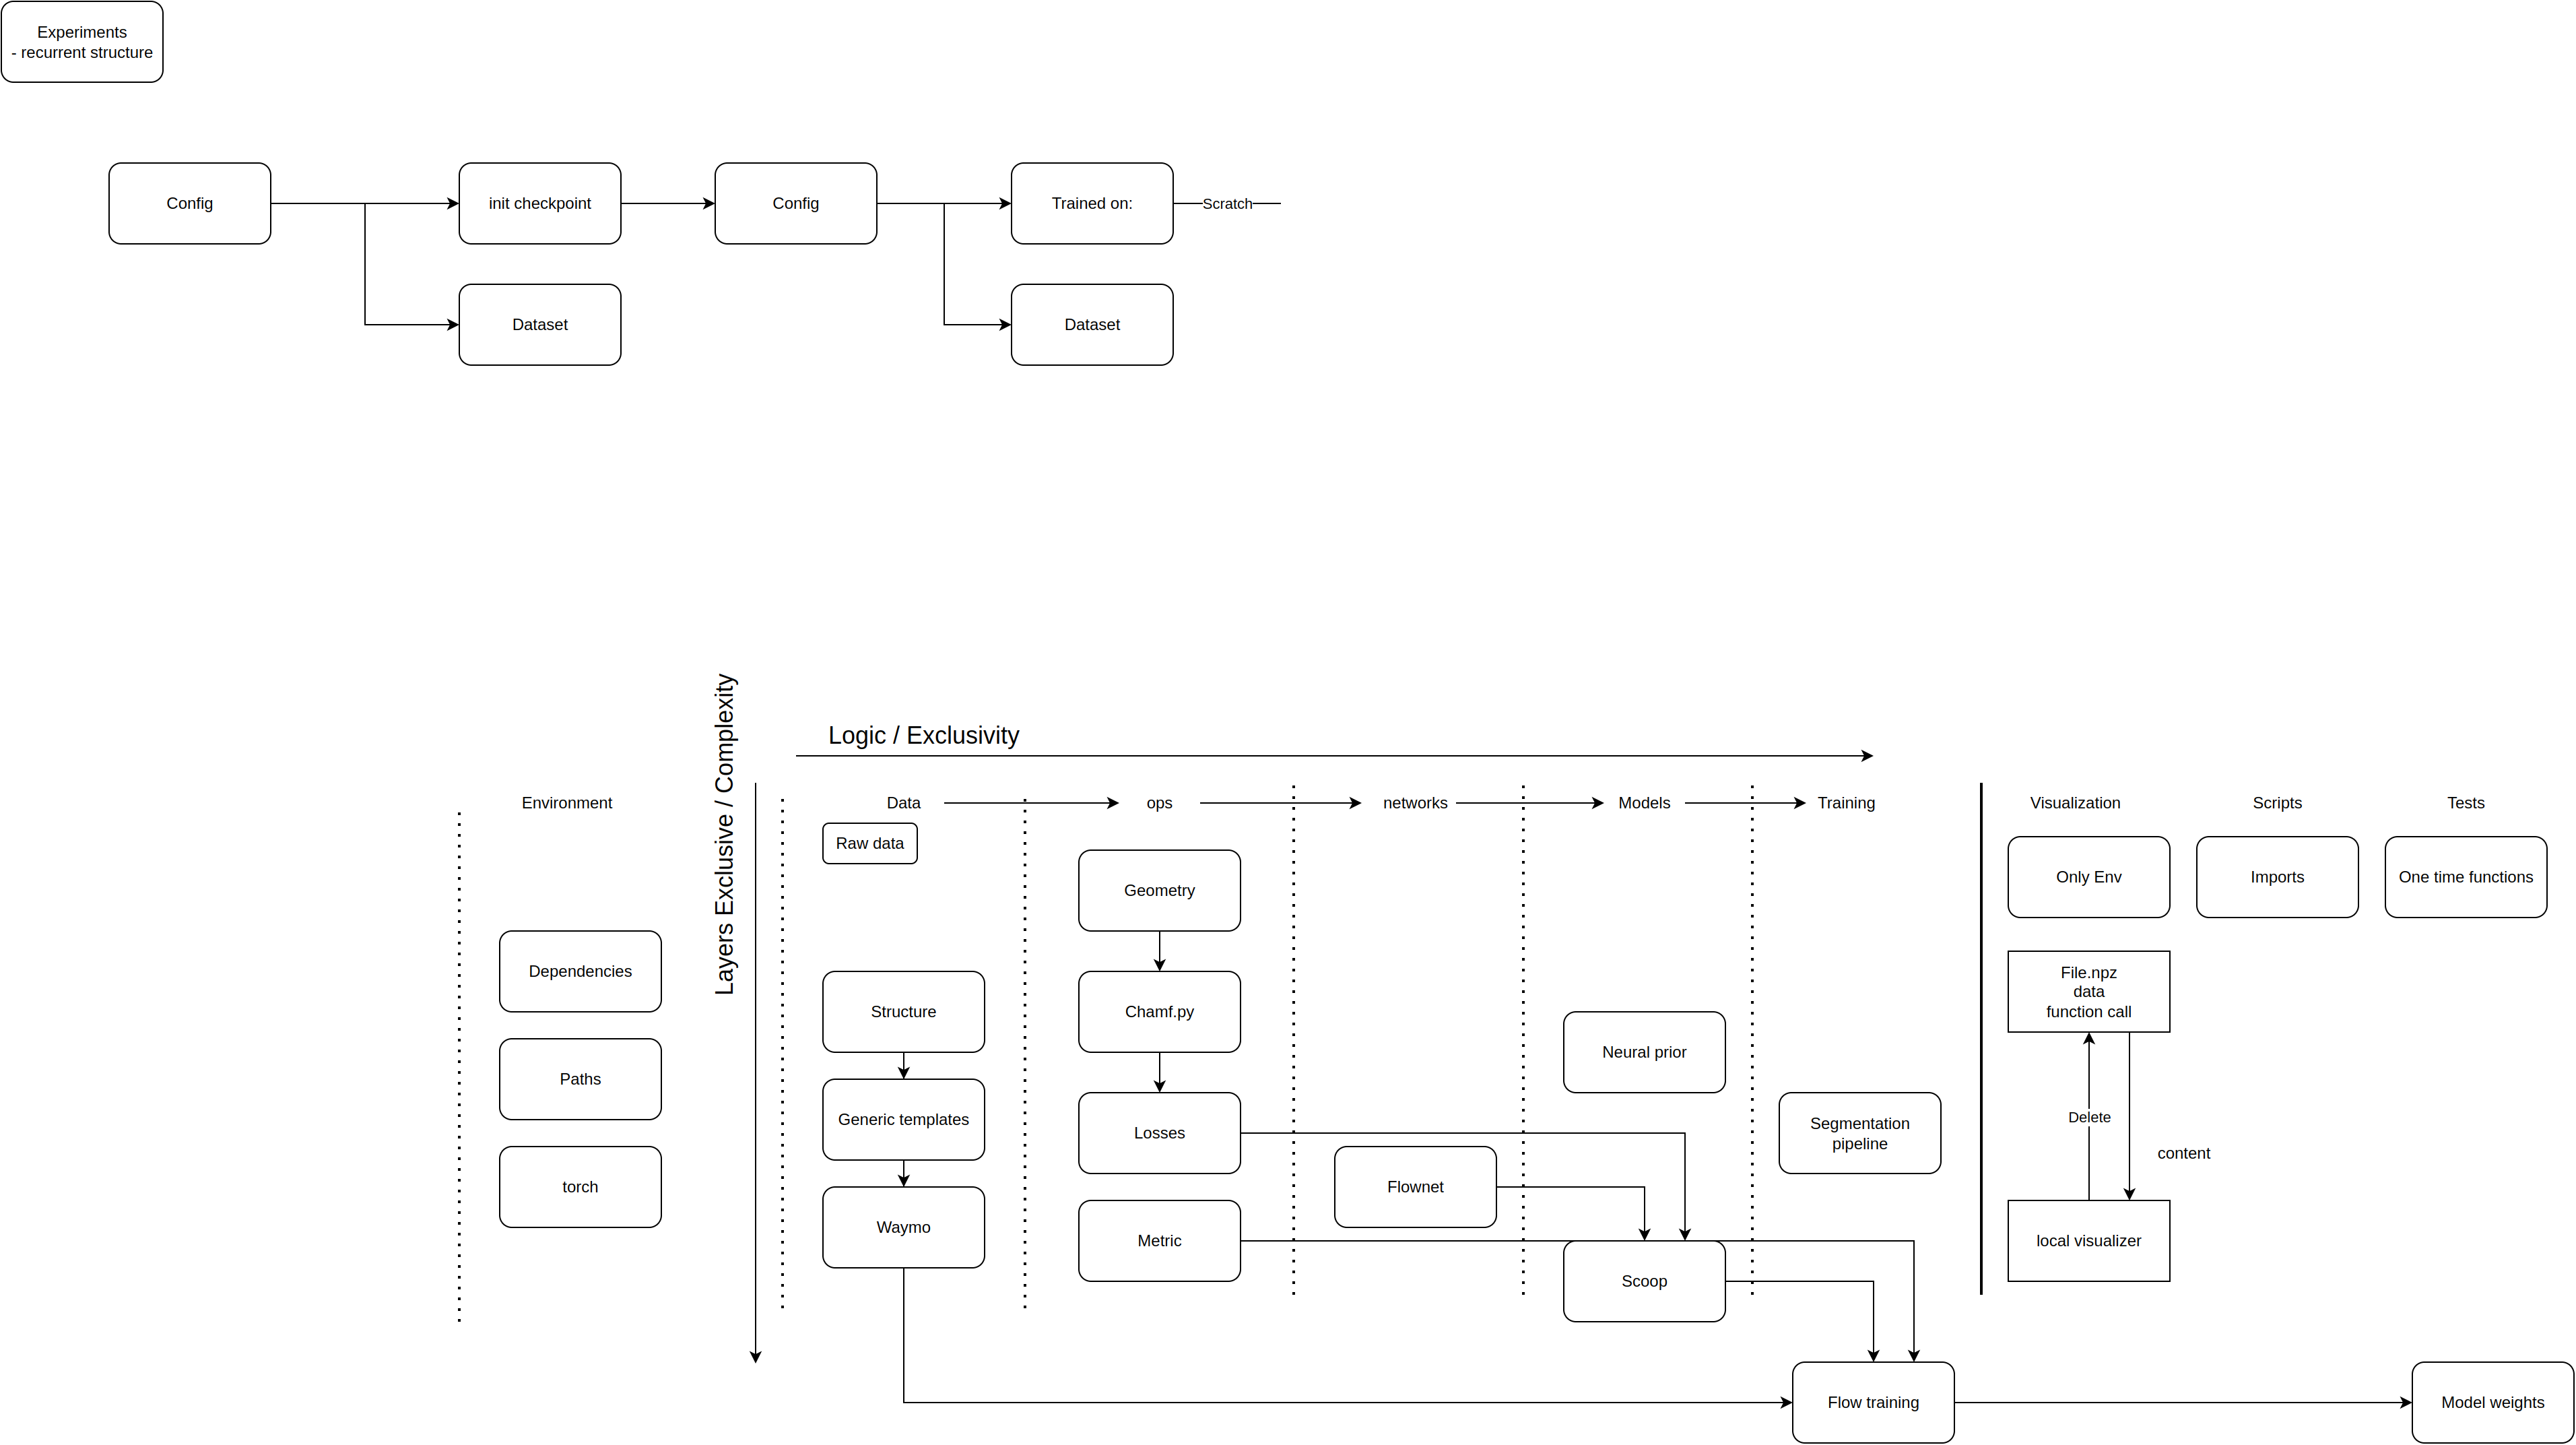 Experiments
- recurrent structure
Config
init checkpoint
Config
Trained on:
Scratch
Dataset
Dataset
Layers Exclusive / Complexity
Logic / Exclusivity
Environment
Data
ops
networks
Models
Training
Visualization
Scripts
Tests
Raw data
Geometry
Only Env
Imports
One time functions
Dependencies
Structure
Chamf.py
File.npz
data
function call
Neural prior
Paths
Generic templates
Losses
Segmentation
pipeline
Delete
content
torch
Waymo
Metric
Flownet
Scoop
local visualizer
Flow training
Model weights